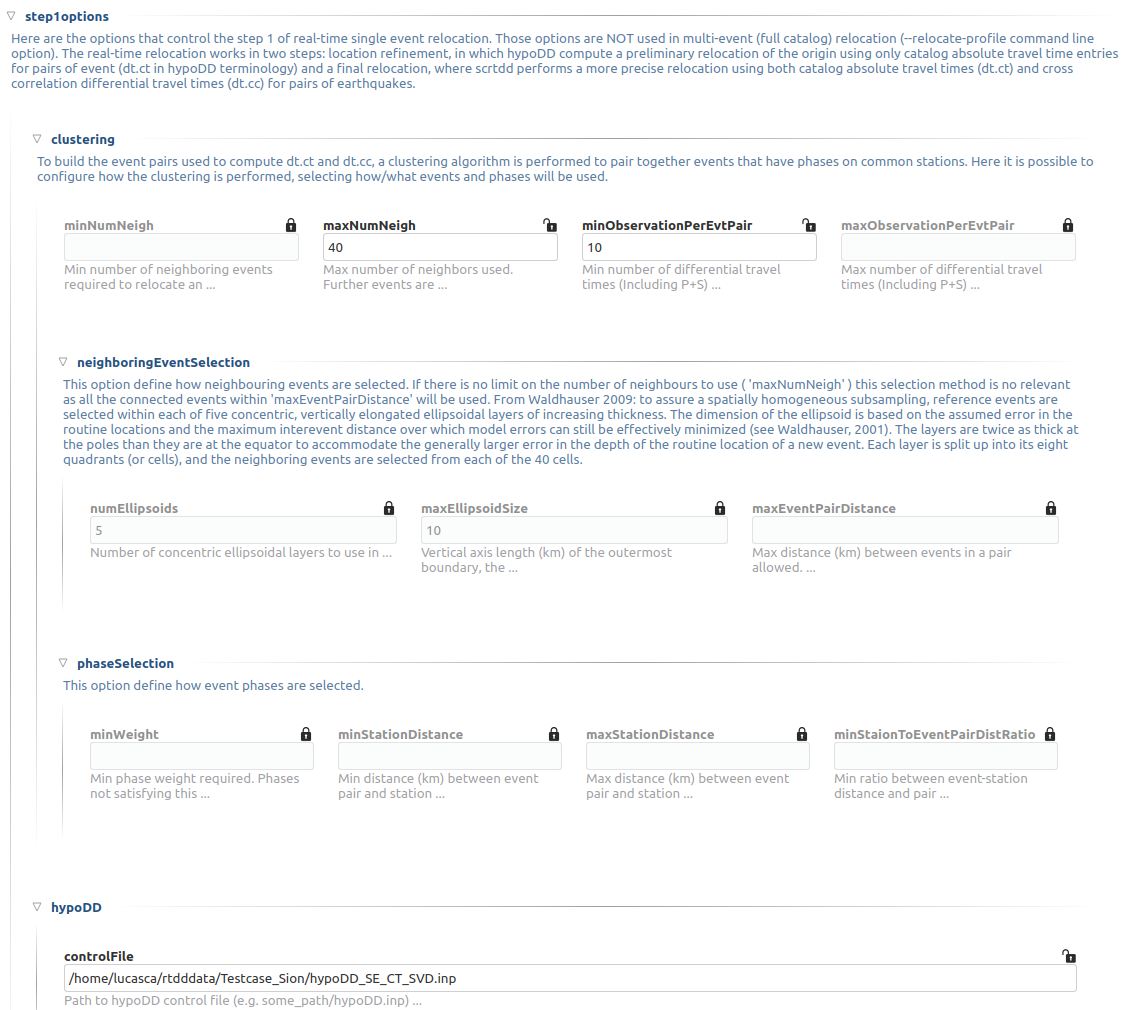 step1options
Here are the options that control the step 1 of real-time single event relocation. Those options are NOT used in multi-event (full catalog) relocation (--relocate-profile command line
option). The real-time relocation works in two steps: location refinement, in which hypoDD compute a preliminary relocation of the origin using only catalog absolute travel time entries
for pairs of event (dt.ct in hypoDD terminology) and a final relocation, where scrtdd performs a more precise relocation using both catalog absolute travel times (dt.ct) and cross
correlation differential travel times (dt.cc) for pairs of earthquakes.
clustering
To build the event pairs used to compute dt.ct and dt.cc, a clustering algorithm is performed to pair together events that have phases on common stations. Here it is possible to
configure how the clustering is performed, selecting how/what events and phases will be used.
minNumNeigh
Min number of neighboring events
required to relocate an ...
maxNumNeigh
40
Max number of neighbors used.
Further events are ...
minObservationPerEvtPair
10
Min number of differential travel
times (Including P+S) ...
maxObservationPerEvtPair
Max number of differential travel
times (Including P+S) ...
neighboringEventSelection
This option define how neighbouring events are selected. If there is no limit on the number of neighbours to use ( 'maxNumNeigh' ) this selection method is no relevant
as all the connected events within 'maxEventPairDistance' will be used. From Waldhauser 2009: to assure a spatially homogeneous subsampling, reference events are
selected within each of five concentric, vertically elongated ellipsoidal layers of increasing thickness. The dimension of the ellipsoid is based on the assumed error in the
routine locations and the maximum interevent distance over which model errors can still be effectively minimized (see Waldhauser, 2001). The layers are twice as thick at
the poles than they are at the equator to accommodate the generally larger error in the depth of the routine location of a new event. Each layer is split up into its eight
quadrants (or cells), and the neighboring events are selected from each of the 40 cells.
numEllipsoids
5
Number of concentric ellipsoidal layers to use in ...
maxEllipsoidSize
10
Vertical axis length (km) of the outermost
boundary, the ...
maxEventPairDistance
Max distance (km) between events in a pair
allowed. ...
phaseSelection
This option define how event phases are selected.
minWeight
Min phase weight required. Phases
not satisfying this ...
minStationDistance
Min distance (km) between event
pair and station ...
maxStationDistance
Max distance (km) between event
pair and station ...
minStaionToEventPairDistRatio
Min ratio between event-station
distance and pair ...
hypoDD
controlFile
/home/lucasca/rtdddata/Testcase_Sion/hypoDD_SE_CT_SVD.inp
Path to hypoDD control file (e.g. some_path/hypoDD.inp) ...